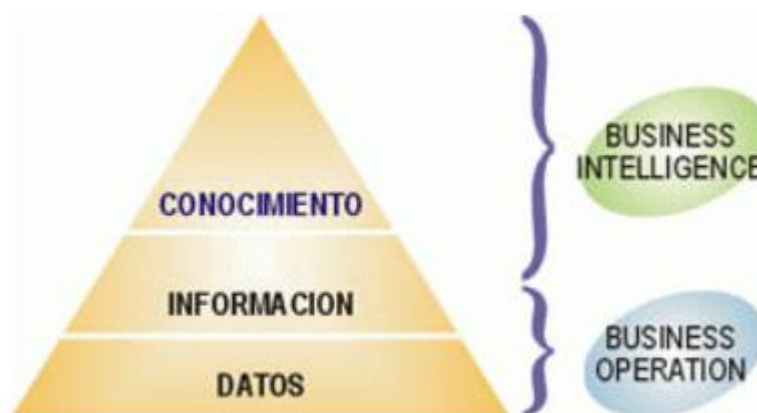 CONOCIMIENTO
INFORMACION
DATOS
BUSINESS
INTELLIGENCE
BUSINESS
OPERATION